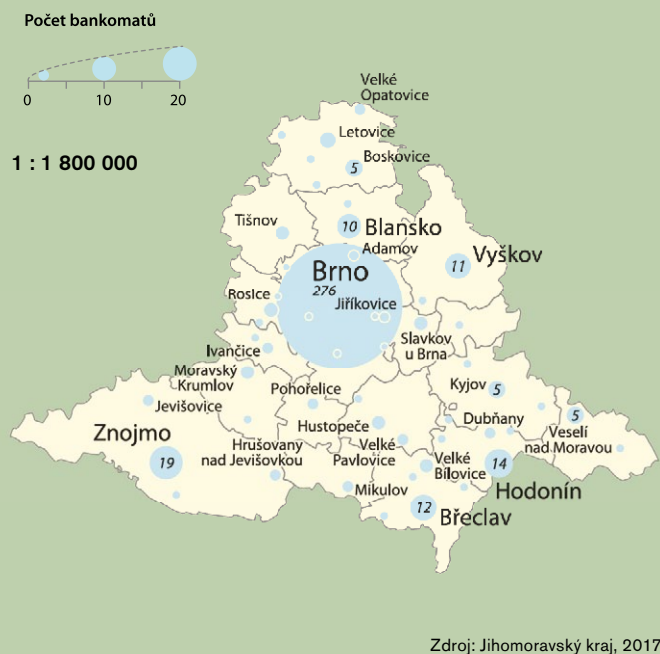 Počet bankomatů
0 10 20
1 : 1 800 000
Velké
Opatovice
Letovice
Boskovice
5
Tišnov
10
Blansko
Adamov
Vyškov
11
Brno
276
Rosice
Jiříkovice
Slavkov
u Brna
Ivančice
Moravský
Krumlov
Pohořelice
Kyjov
5
Jevišovice
5
Dubňany
Znojmo
Hustopeče
Veselí
nad Moravou
Hrušovany
nad Jevišovkou
Velké
Pavlovice
19
Velké
Bílovice
14
Mikulov
Hodonín
12
Břeclav
Zdroj: Jihomoravský kraj, 2017